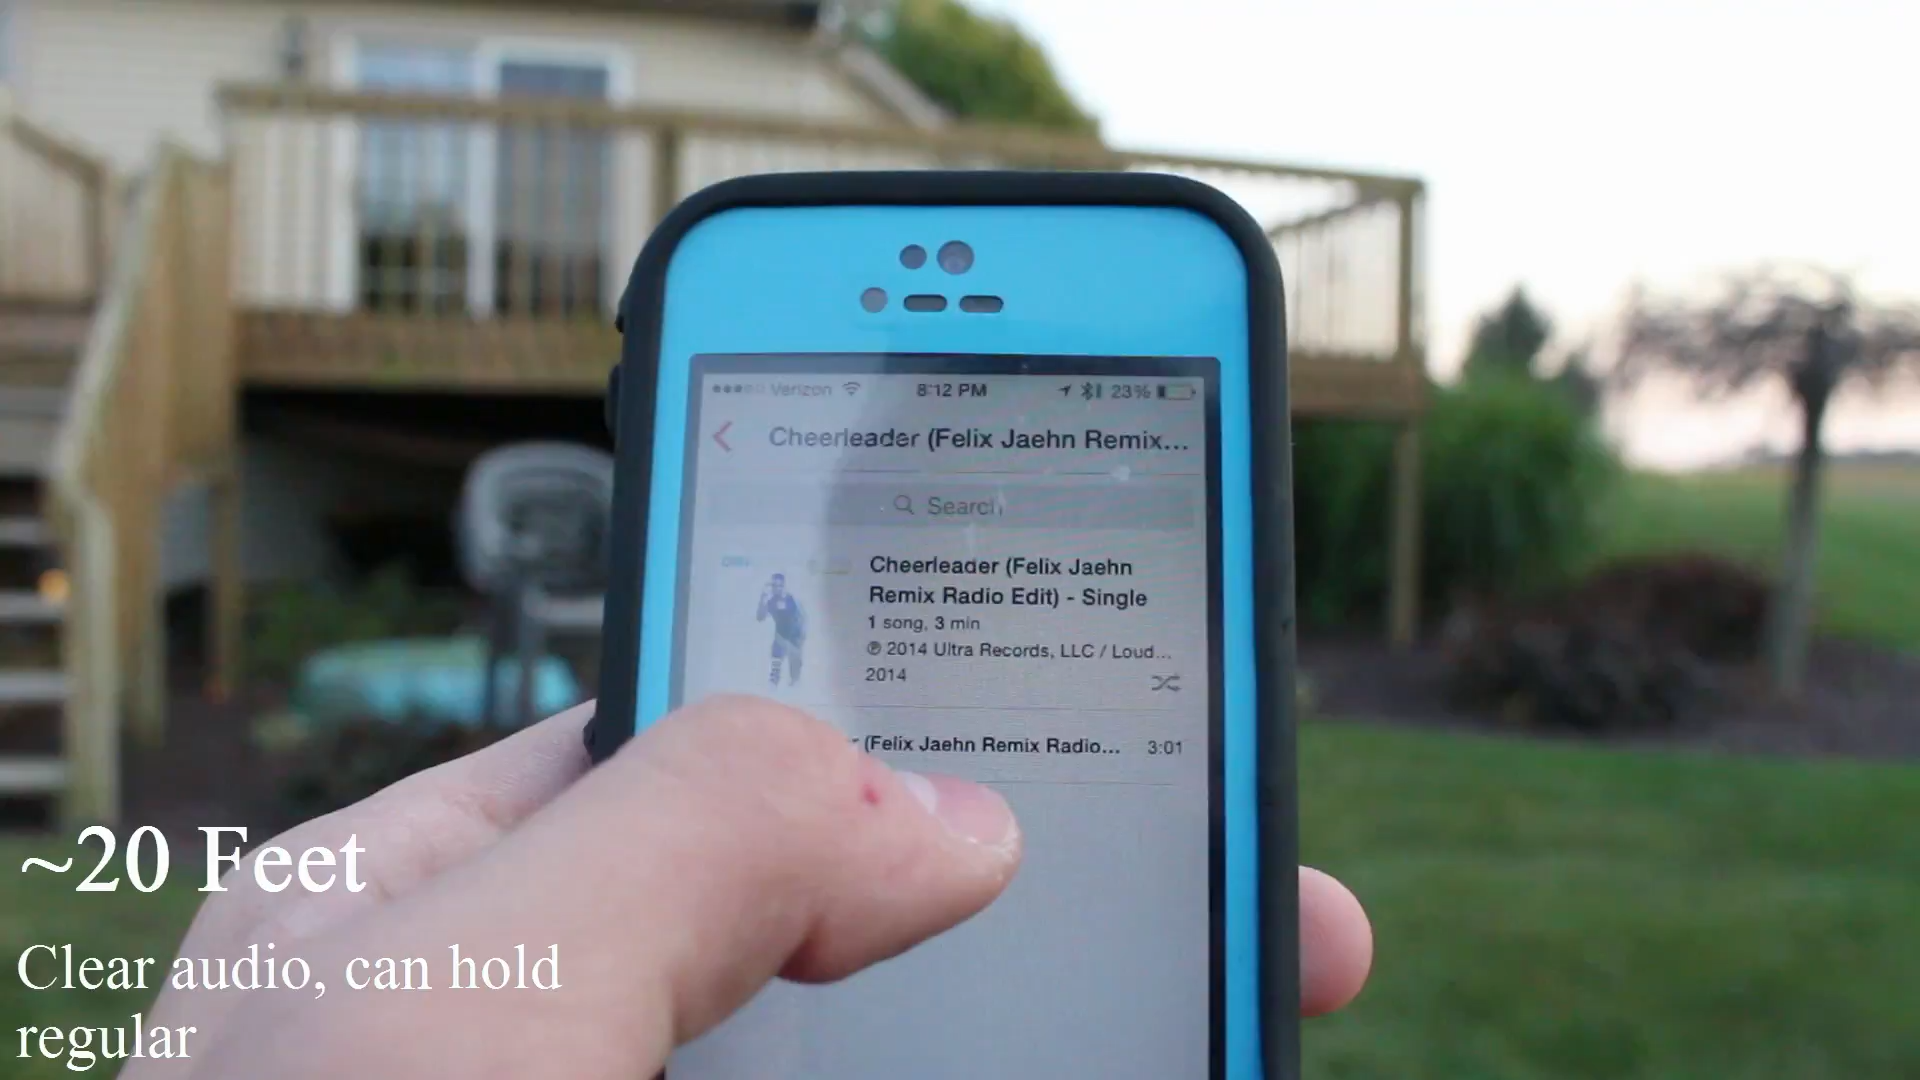 Verizon 8:12 PM 23%
Cheerleader (Felix Jaehn Remix...
Search
Cheerleader (Felix Jaehn
Remix Radio Edit) - Single
1 song, 3 min
℗ 2014 Ultra Records, LLC / Loud...
2014
(Felix Jaehn Remix Radio... 3:01
~20 Feet
Clear audio, can hold
regular